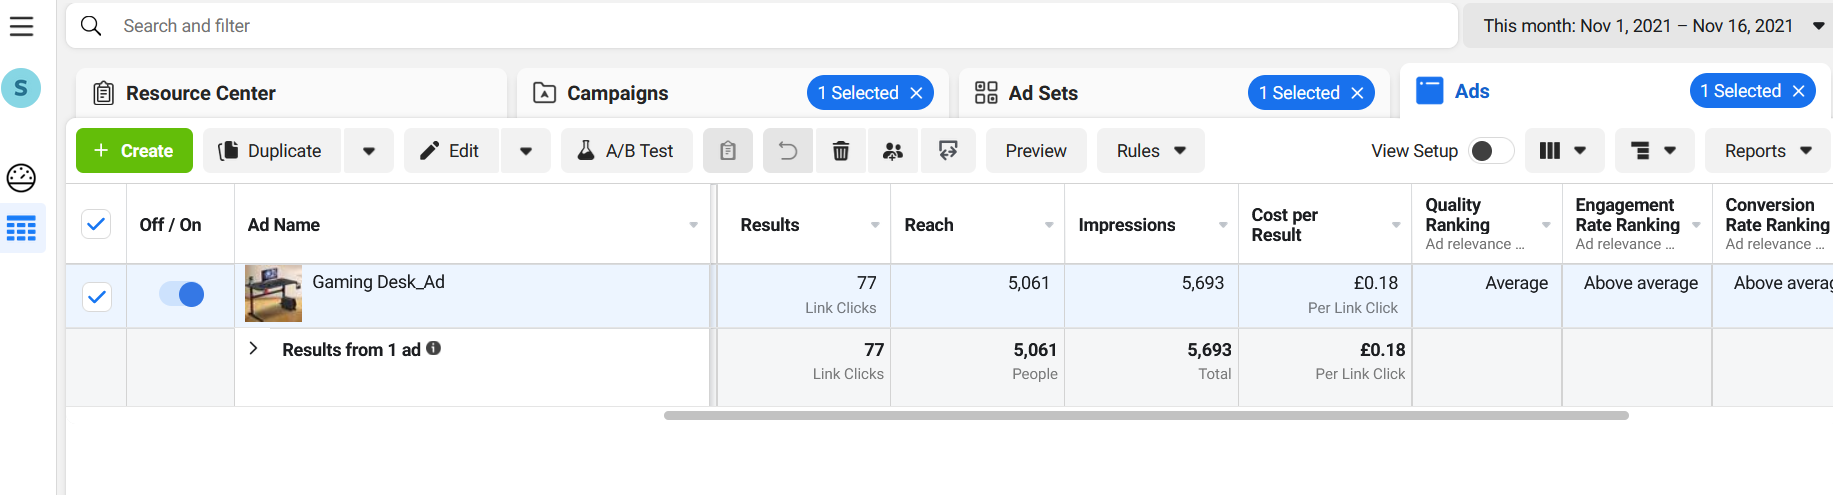 Search and filter
This month: Nov 1, 2021 – Nov 16, 2021
S
Resource Center
Campaigns
1 Selected ×
Ad Sets
1 Selected ×
Ads
1 Selected ×
+ Create
Duplicate
Edit
A/B Test
Preview
Rules
View Setup
Reports
Off / On
Ad Name
Results
Reach
Impressions
Cost per
Result
Quality
Ranking
Ad relevance ...
Engagement
Rate Ranking
Ad relevance ...
Conversion
Rate Ranking
Ad relevance ...
Gaming Desk_Ad
77
Link Clicks
5,061
5,693
£0.18
Per Link Click
Average
Above average
Above averag
Results from 1 ad
77
Link Clicks
5,061
People
5,693
Total
£0.18
Per Link Click